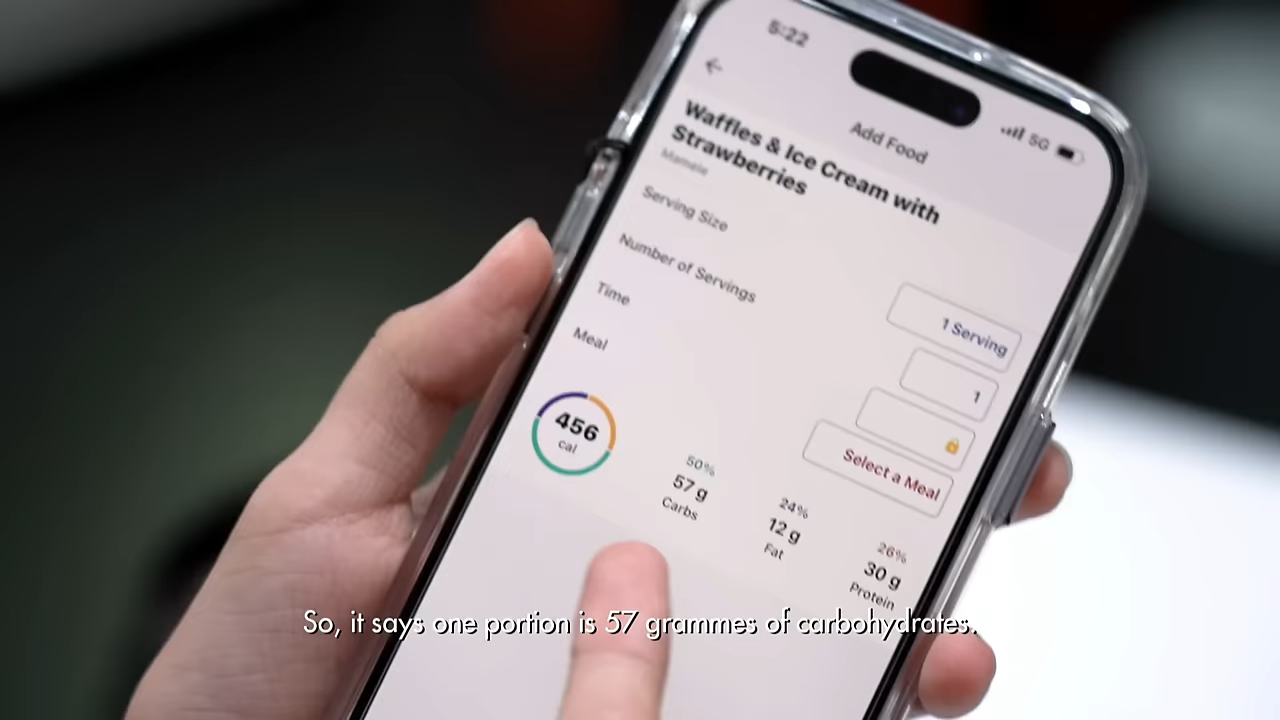 5:22
5G
Add Food
Waffles & Ice Cream with
Strawberries
Serving Size
1 Serving
Number of Servings
1
Time
Meal
Select a Meal
456
cal
50%
57 g
Carbs
24%
12 g
Fat
26%
30 g
Protein
So, it says one portion is 57 grammes of carbohydrates.